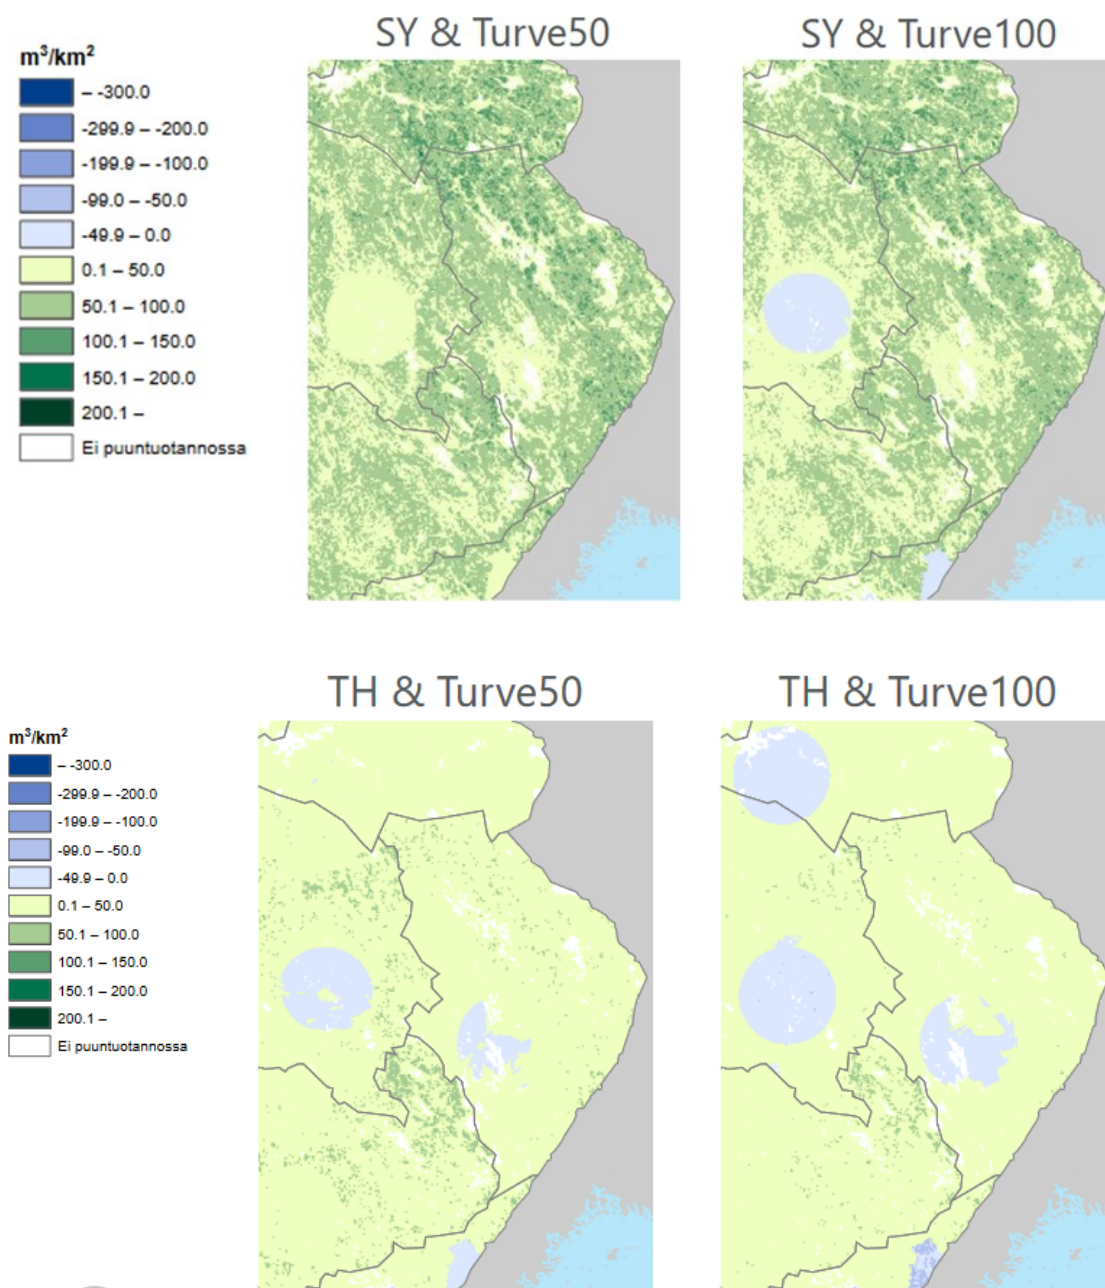 SY & Turve50
SY & Turve100
m³/km²
– -300.0
-299.9 – -200.0
-199.9 – -100.0
-99.0 – -50.0
-49.9 – 0.0
0.1 – 50.0
50.1 – 100.0
100.1 – 150.0
150.1 – 200.0
200.1 –
Ei puuntuotannossa
TH & Turve50
TH & Turve100
m³/km²
– -300.0
-299.9 – -200.0
-199.9 – -100.0
-99.0 – -50.0
-49.9 – 0.0
0.1 – 50.0
50.1 – 100.0
100.1 – 150.0
150.1 – 200.0
200.1 –
Ei puuntuotannossa